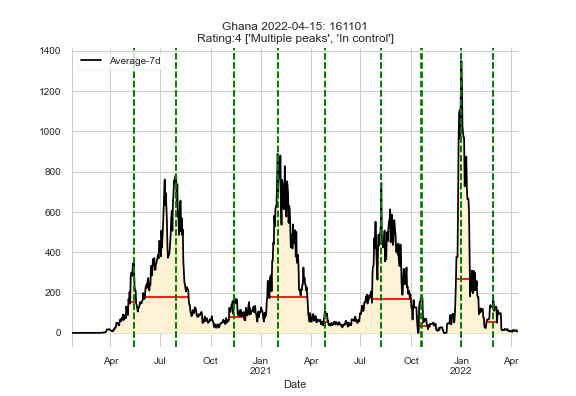 Ghana 2022-04-15: 161101
Rating:4 ['Multiple peaks', 'In control']
1400
Average-7d
1200
1000
800
600
400
200
0
Apr Jul Oct Jan Apr Jul Oct Jan Apr
2021 2022
Date